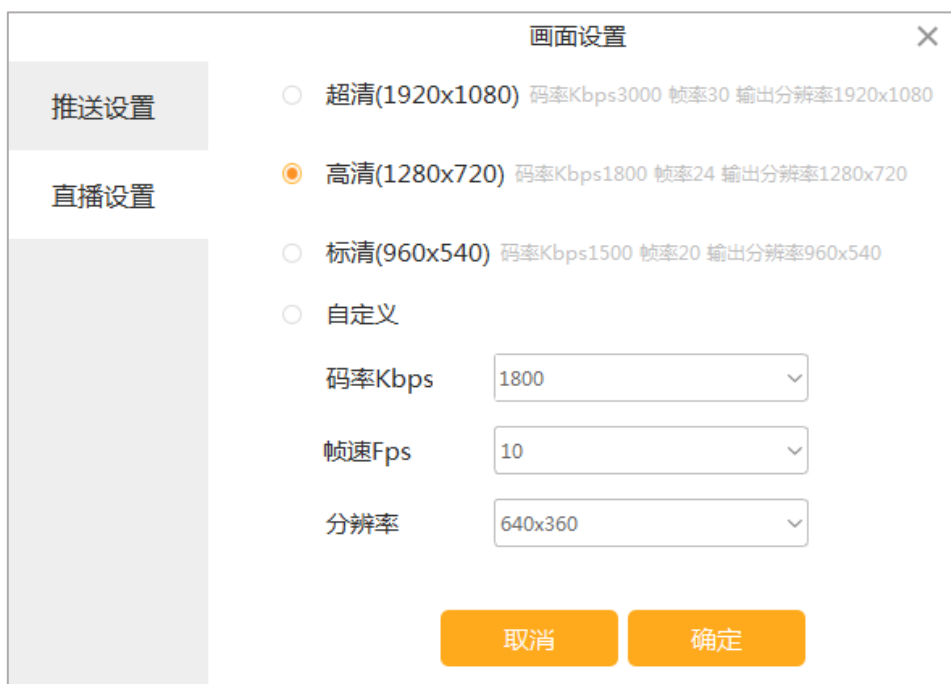 画面设置
推送设置
直播设置
超清(1920x1080) 码率Kbps3000 帧率30 输出分辨率1920x1080
高清(1280x720) 码率Kbps1800 帧率24 输出分辨率1280x720
标清(960x540) 码率Kbps1500 帧率20 输出分辨率960x540
自定义
码率Kbps 1800
帧速Fps 10
分辨率 640x360
取消 确定